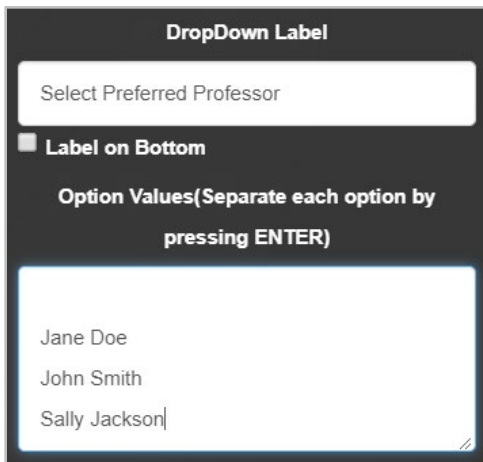 DropDown Label
Select Preferred Professor
Label on Bottom
Option Values(Separate each option by
pressing ENTER)
Jane Doe
John Smith
Sally Jackson